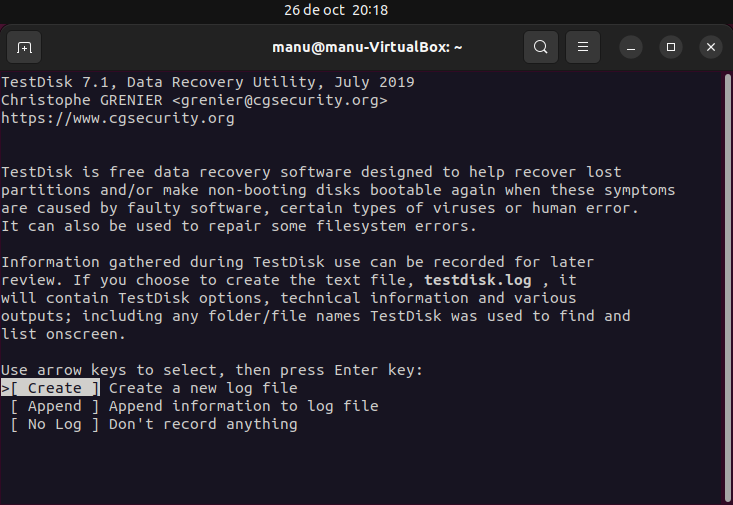 26 de oct 20:18
manu@manu-VirtualBox: ~
TestDisk 7.1, Data Recovery Utility, July 2019
Christophe GRENIER <grenier@cgsecurity.org>
https://www.cgsecurity.org
TestDisk is free data recovery software designed to help recover lost
partitions and/or make non-booting disks bootable again when these symptoms
are caused by faulty software, certain types of viruses or human error.
It can also be used to repair some filesystem errors.
Information gathered during TestDisk use can be recorded for later
review. If you choose to create the text file, testdisk.log , it
will contain TestDisk options, technical information and various
outputs; including any folder/file names TestDisk was used to find and
list onscreen.
Use arrow keys to select, then press Enter key:
>[ Create ] Create a new log file
[ Append ] Append information to log file
[ No Log ] Don't record anything